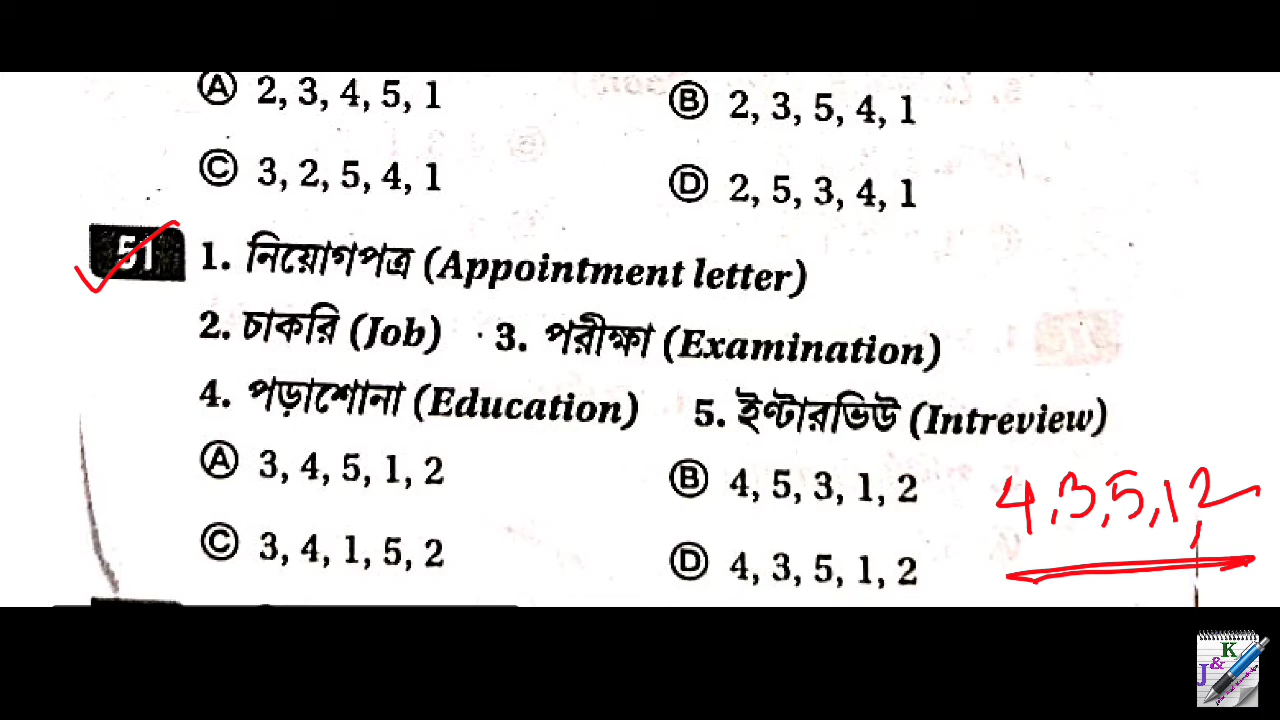 Ⓐ 2, 3, 4, 5, 1 Ⓑ 2, 3, 5, 4, 1
Ⓒ 3, 2, 5, 4, 1 Ⓓ 2, 5, 3, 4, 1
51 1. নিয়োগপত্র (Appointment letter)
2. চাকরি (Job) 3. পরীক্ষা (Examination)
4. পড়াশোনা (Education) 5. ইণ্টারভিউ (Intreview)
Ⓐ 3, 4, 5, 1, 2 Ⓑ 4, 5, 3, 1, 2
4,3,5,1,2
Ⓒ 3, 4, 1, 5, 2 Ⓓ 4, 3, 5, 1, 2
J&K